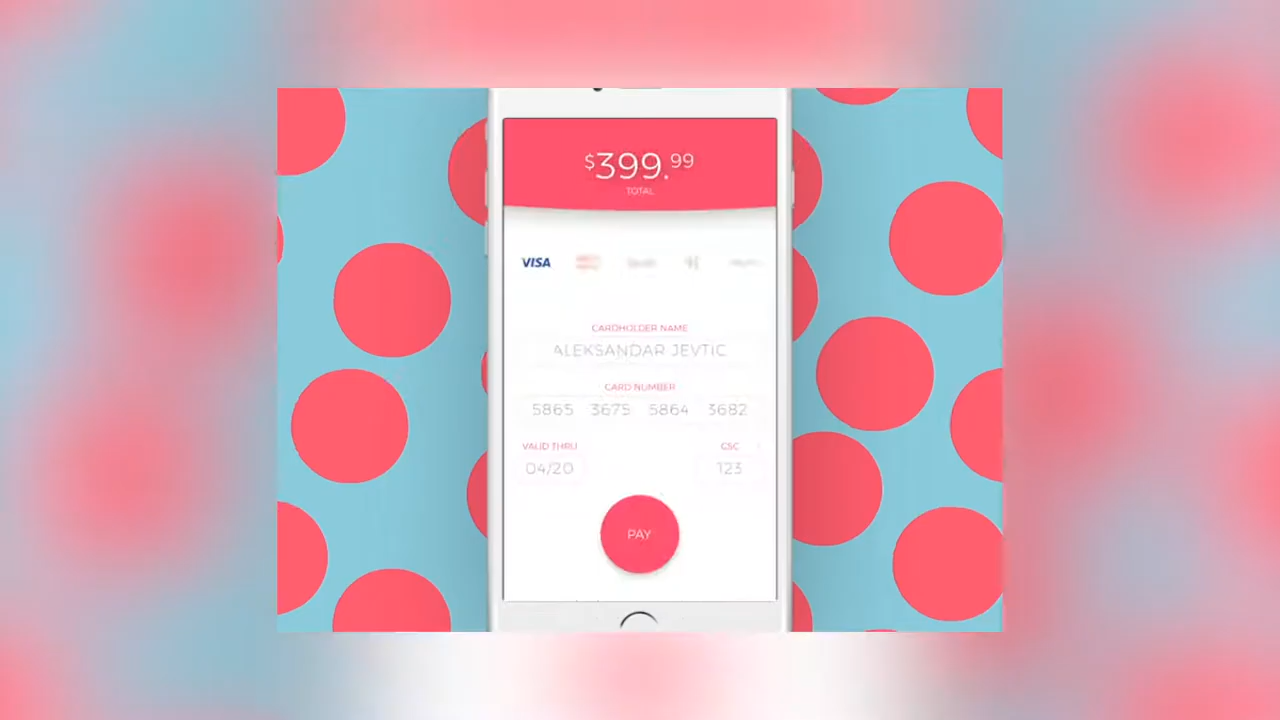 $399.99
TOTAL
VISA
CARDHOLDER NAME
ALEKSANDAR JEVTIC
CARD NUMBER
5865 3675 5864 3682
VALID THRU CSC
04/20 123
PAY